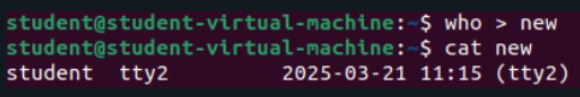 student@student-virtual-machine:~$ who > new
student@student-virtual-machine:~$ cat new
student  tty2         2025-03-21 11:15 (tty2)